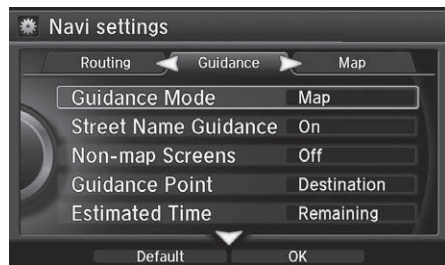 Navi settings
Routing Guidance Map
Guidance Mode Map
Street Name Guidance On
Non-map Screens Off
Guidance Point Destination
Estimated Time Remaining
Default OK